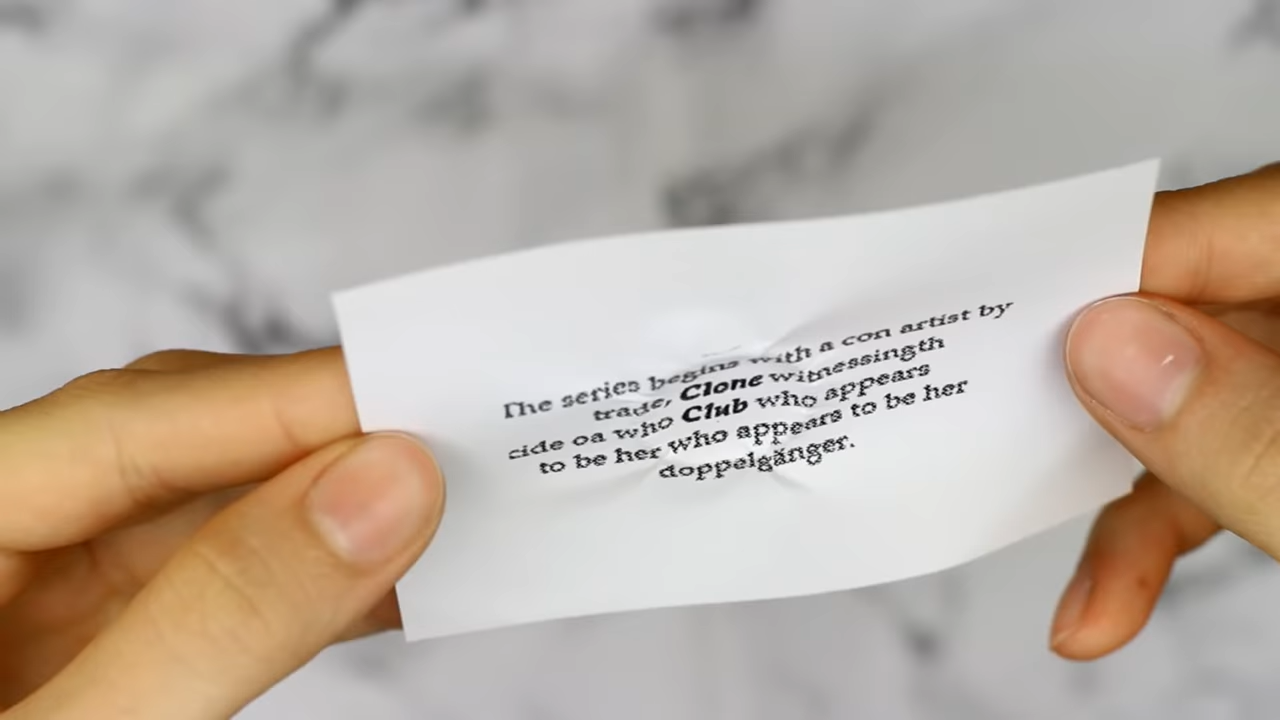 The series begins with a con artist by
trade, Clone witnessingth
cide oa who Club who appears
to be her who appears to be her
doppelgänger.